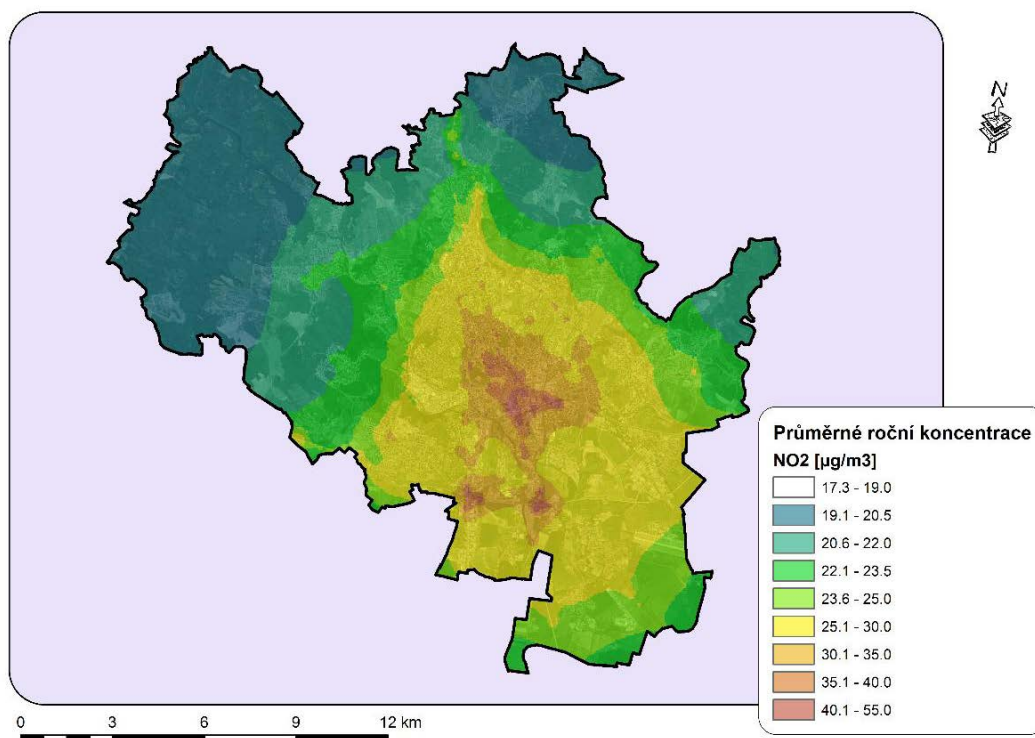 N
Průměrné roční koncentrace
NO2 [µg/m3]
17.3 - 19.0
19.1 - 20.5
20.6 - 22.0
22.1 - 23.5
23.6 - 25.0
25.1 - 30.0
30.1 - 35.0
35.1 - 40.0
40.1 - 55.0
0 3 6 9 12 km